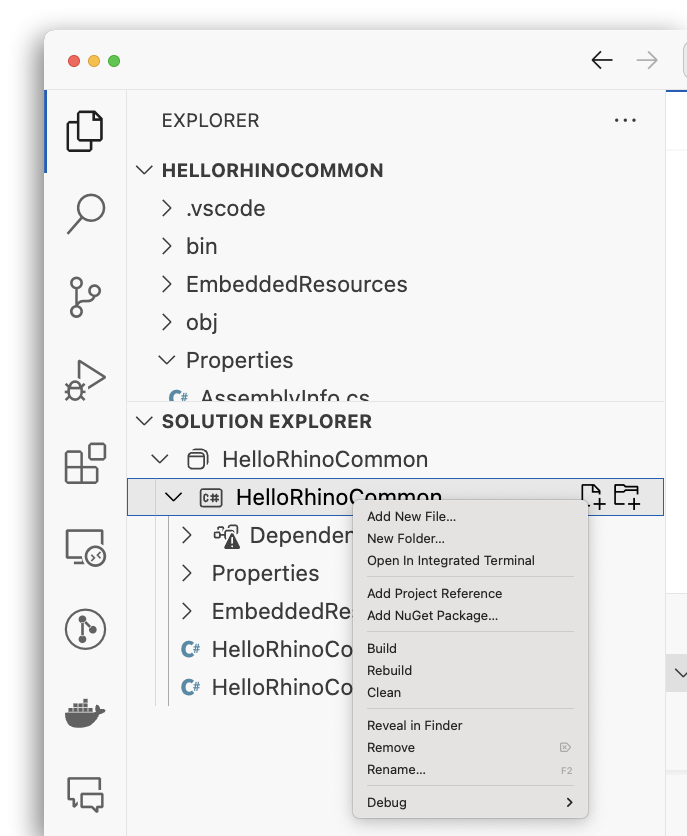 EXPLORER
HELLORHINOCOMMON
.vscode
bin
EmbeddedResources
obj
Properties
C# AssemblyInfo.cs
SOLUTION EXPLORER
HelloRhinoCommon
C# HelloRhinoCommon
Dependen
Properties
EmbeddedRe
C# HelloRhinoCo
C# HelloRhinoCo
Add New File...
New Folder...
Open In Integrated Terminal
Add Project Reference
Add NuGet Package...
Build
Rebuild
Clean
Reveal in Finder
Remove
Rename... F2
Debug